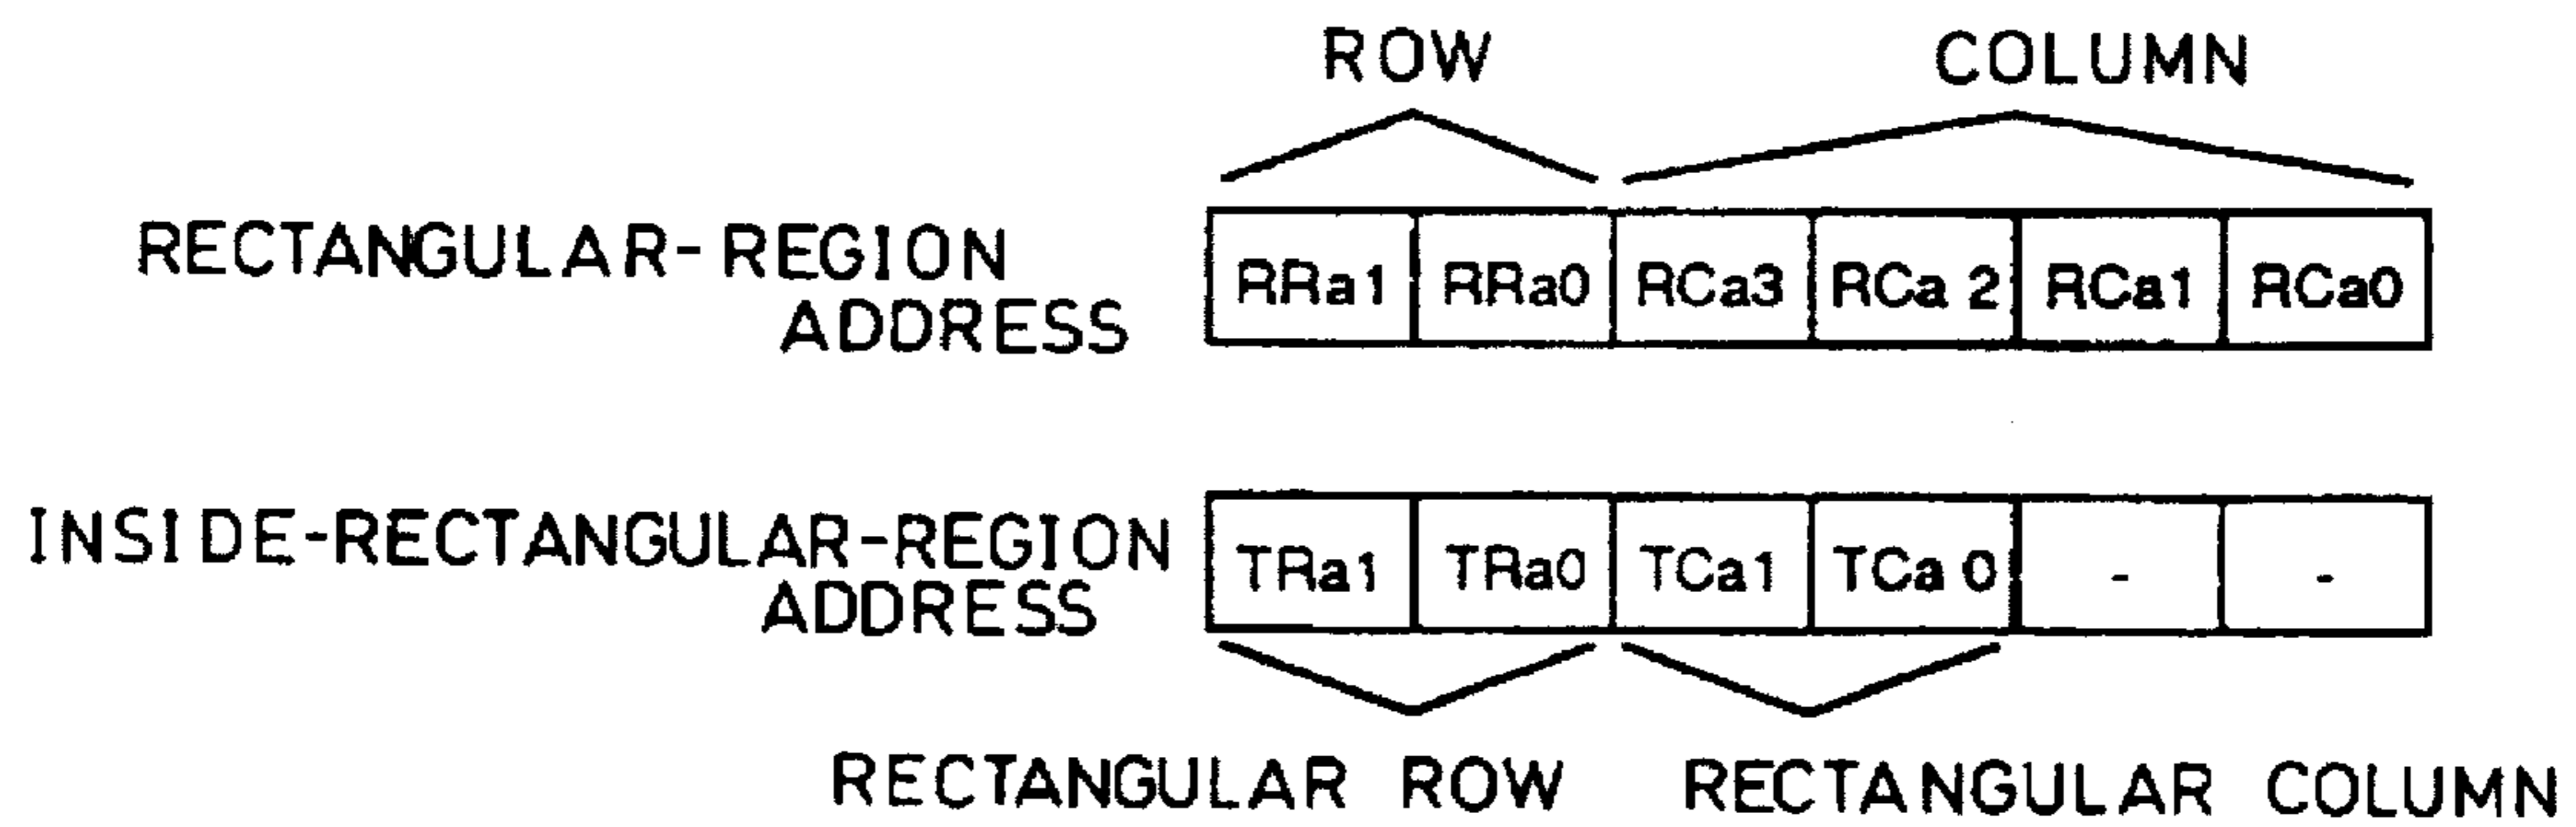 ROW COLUMN
RECTANGULAR-REGION
ADDRESS
RRa1 RRa0 RCa3 RCa 2 RCa1 RCa0
INSIDE-RECTANGULAR-REGION
ADDRESS
TRa1 TRa0 TCa1 TCa 0 - -
RECTANGULAR ROW RECTANGULAR COLUMN